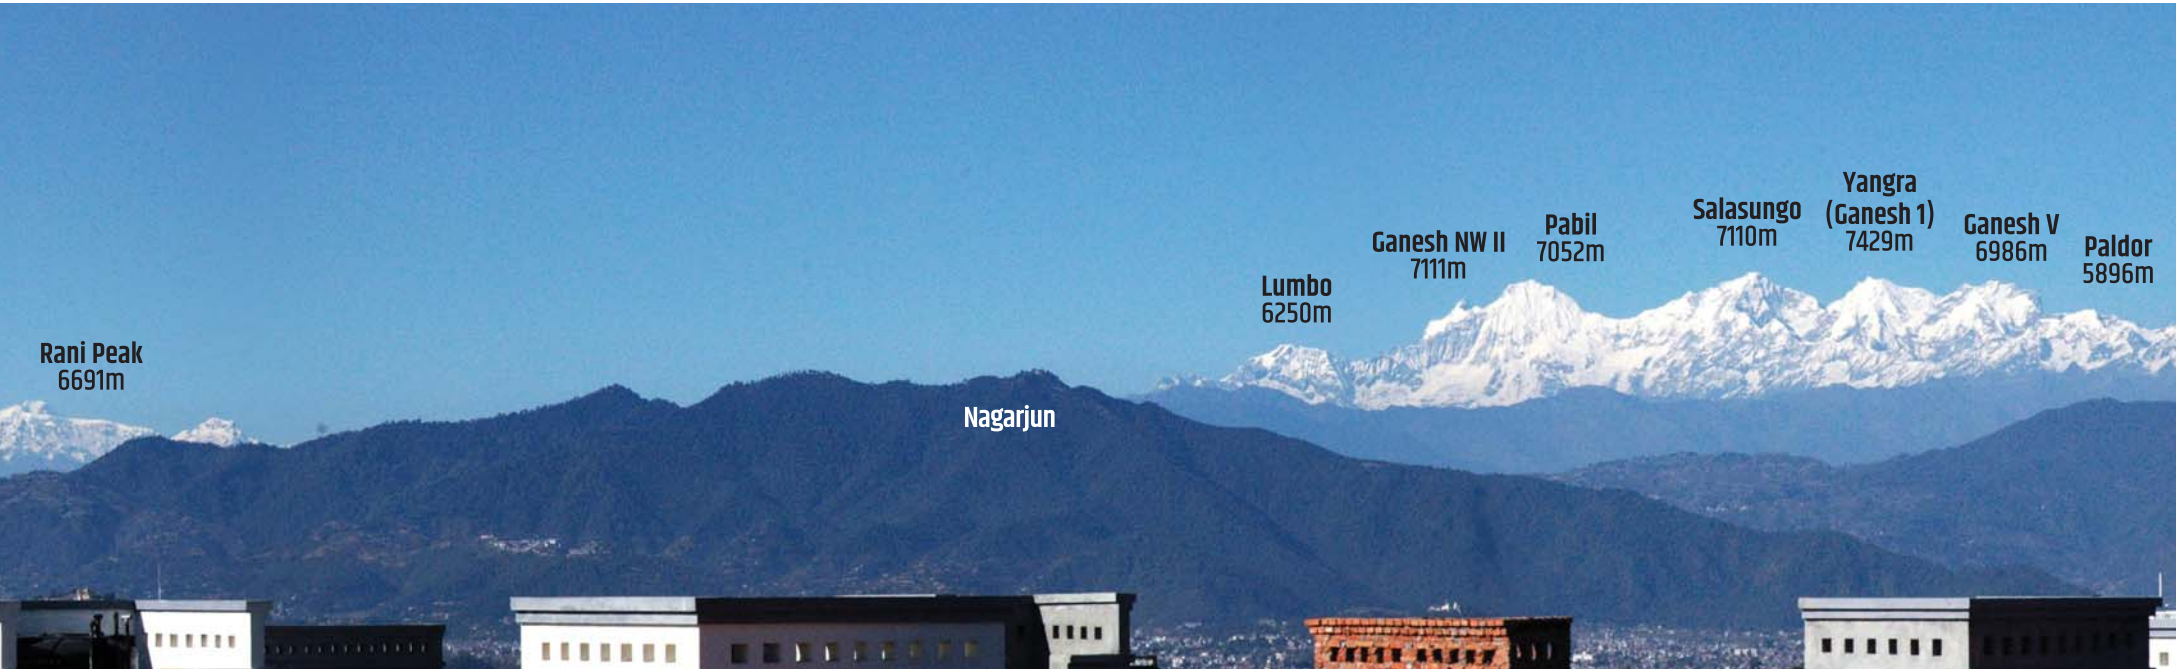 Rani Peak
6691m
Nagarjun
Lumbo
6250m
Ganesh NW II
7111m
Pabil
7052m
Salasungo
7110m
Yangra
(Ganesh 1)
7429m
Ganesh V
6986m
Paldor
5896m